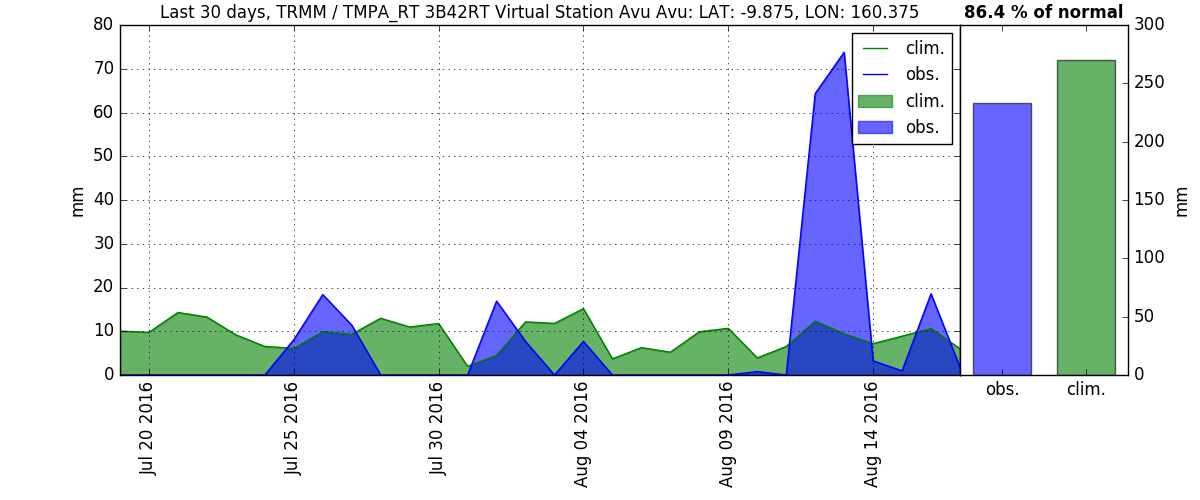 Last 30 days, TRMM / TMPA_RT 3B42RT Virtual Station Avu Avu: LAT: -9.875, LON: 160.375
86.4 % of normal
80
70
60
50
40
30
20
10
0
mm
clim.
obs.
clim.
obs.
Jul 20 2016
Jul 25 2016
Jul 30 2016
Aug 04 2016
Aug 09 2016
Aug 14 2016
300
250
200
150
100
50
0
mm
obs.
clim.